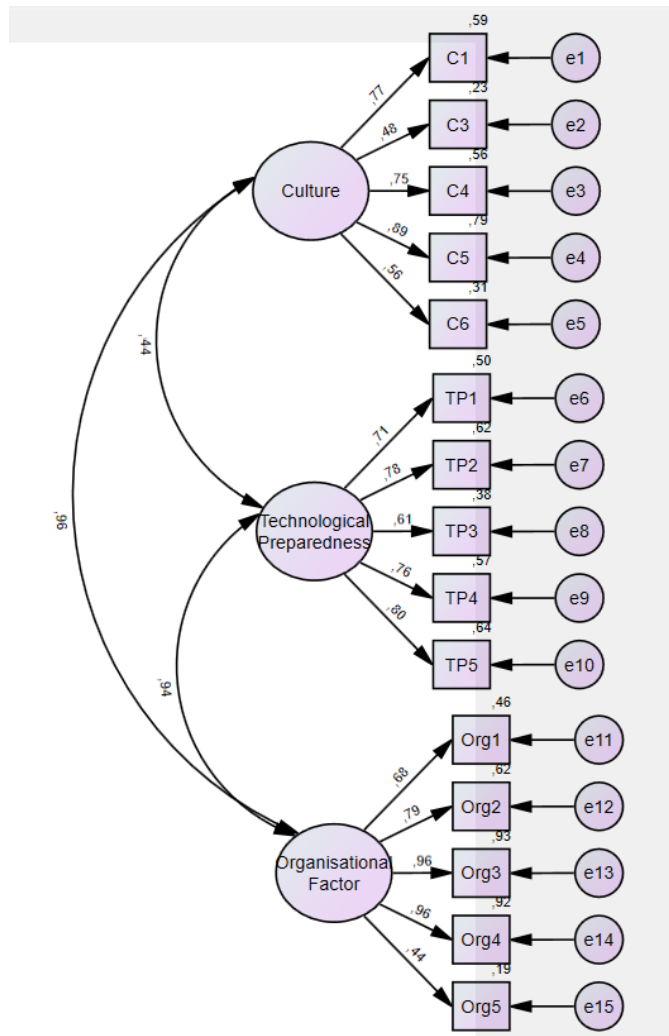 ,59
C1
e1
,77
,23
C3
e2
,48
,56
Culture
,75
C4
e3
,79
,89
C5
e4
,31
,56
C6
e5
,44
,50
TP1
e6
,71
,62
TP2
e7
,78
,38
,96
Technological
Preparedness
,61
TP3
e8
,57
,76
TP4
e9
,64
,80
TP5
e10
,94
,46
Org1
e11
,68
,62
Org2
e12
,79
,93
Organisational
Factor
,96
Org3
e13
,92
,96
Org4
e14
,19
,44
Org5
e15